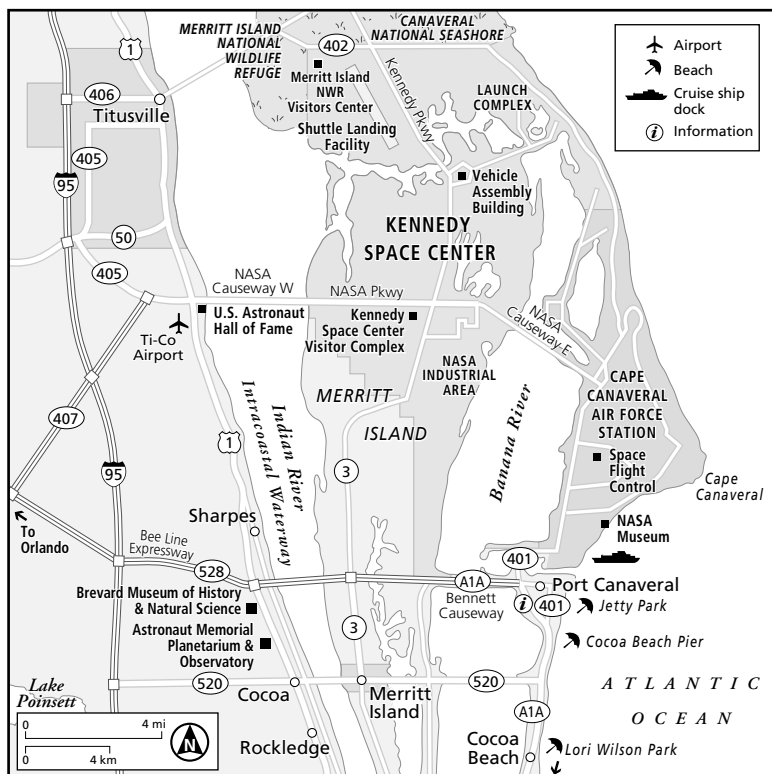 MERRITT ISLAND
NATIONAL
WILDLIFE
REFUGE
CANAVERAL
NATIONAL SEASHORE
1
402
Merritt Island
NWR
Visitors Center
Kennedy Pkwy
LAUNCH
COMPLEX
Airport
Beach
Cruise ship
dock
i Information
406
Titusville
Shuttle Landing
Facility
405
95
Vehicle
Assembly
Building
KENNEDY
SPACE CENTER
50
405
NASA
Causeway W
NASA Pkwy
NASA
Causeway E
U.S. Astronaut
Hall of Fame
Ti-Co
Airport
Kennedy
Space Center
Visitor Complex
NASA
INDUSTRIAL
AREA
CAPE
CANAVERAL
AIR FORCE
STATION
MERRITT
ISLAND
407
1
95
Indian River
Intracoastal Waterway
3
Banana River
Space
Flight
Control
Cape
Canaveral
To
Orlando
Sharpes
NASA
Museum
Bee Line
Expressway
528
401
A1A
Port Canaveral
Bennett
Causeway
i
401
Jetty Park
Brevard Museum of History
& Natural Science
Astronaut Memorial
Planetarium &
Observatory
3
Cocoa Beach Pier
Lake
Poinsett
520
Cocoa
Merritt
Island
520
ATLANTIC
OCEAN
A1A
0 4 mi
0 4 km
N
Rockledge
Cocoa
Beach
Lori Wilson Park